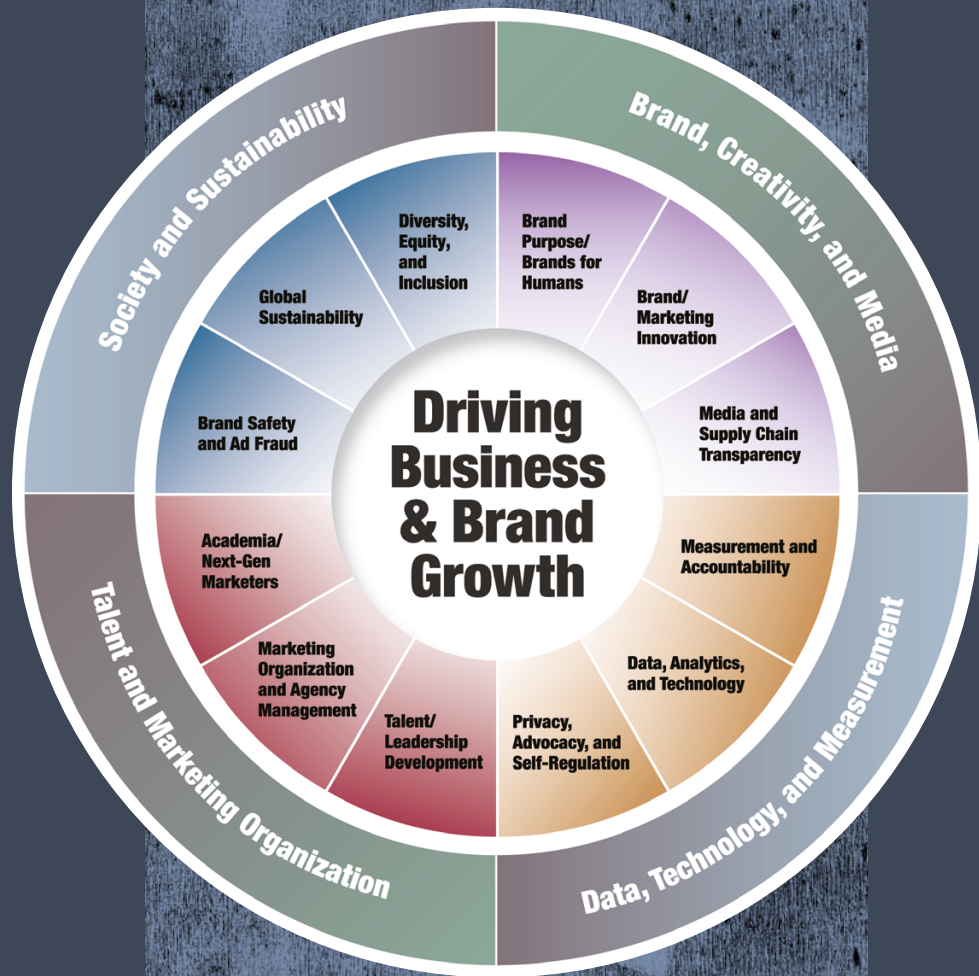 Driving
Business
& Brand
Growth
Brand, Creativity, and Media
Brand
Purpose/
Brands for
Humans
Brand/
Marketing
Innovation
Media and
Supply Chain
Transparency
Data, Technology, and Measurement
Measurement and
Accountability
Data, Analytics,
and Technology
Privacy,
Advocacy, and
Self-Regulation
Talent and Marketing Organization
Talent/
Leadership
Development
Marketing
Organization
and Agency
Management
Academia/
Next-Gen
Marketers
Society and Sustainability
Brand Safety
and Ad Fraud
Global
Sustainability
Diversity,
Equity,
and
Inclusion